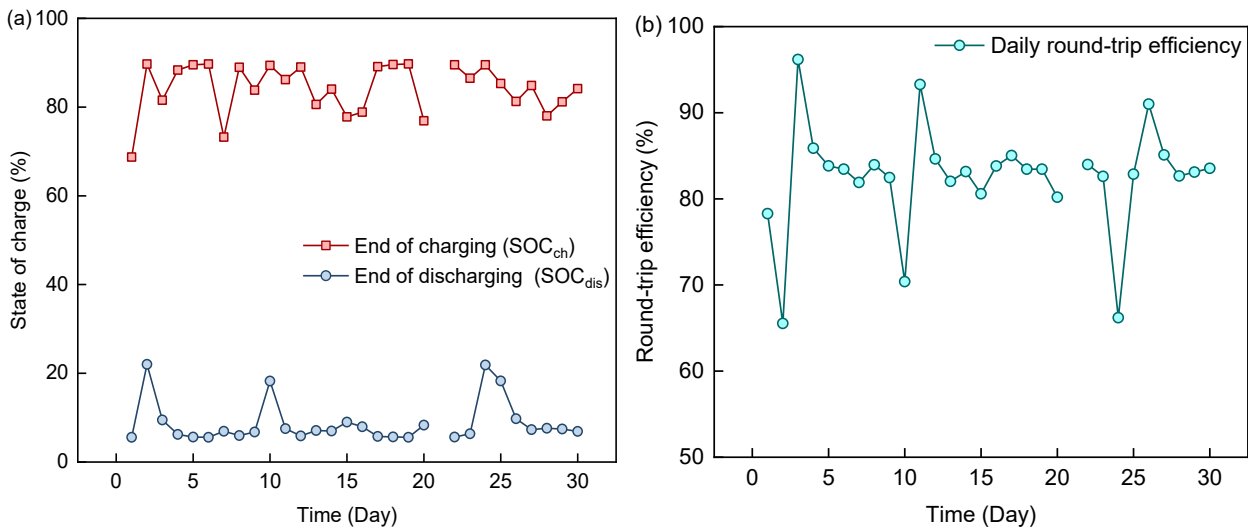 (a)
100
80
60
40
20
0
State of charge (%)
End of charging (SOC_ch)
End of discharging (SOC_dis)
0 5 10 15 20 25 30
Time (Day)
(b)
100
90
80
70
60
50
Round-trip efficiency (%)
Daily round-trip efficiency
0 5 10 15 20 25 30
Time (Day)